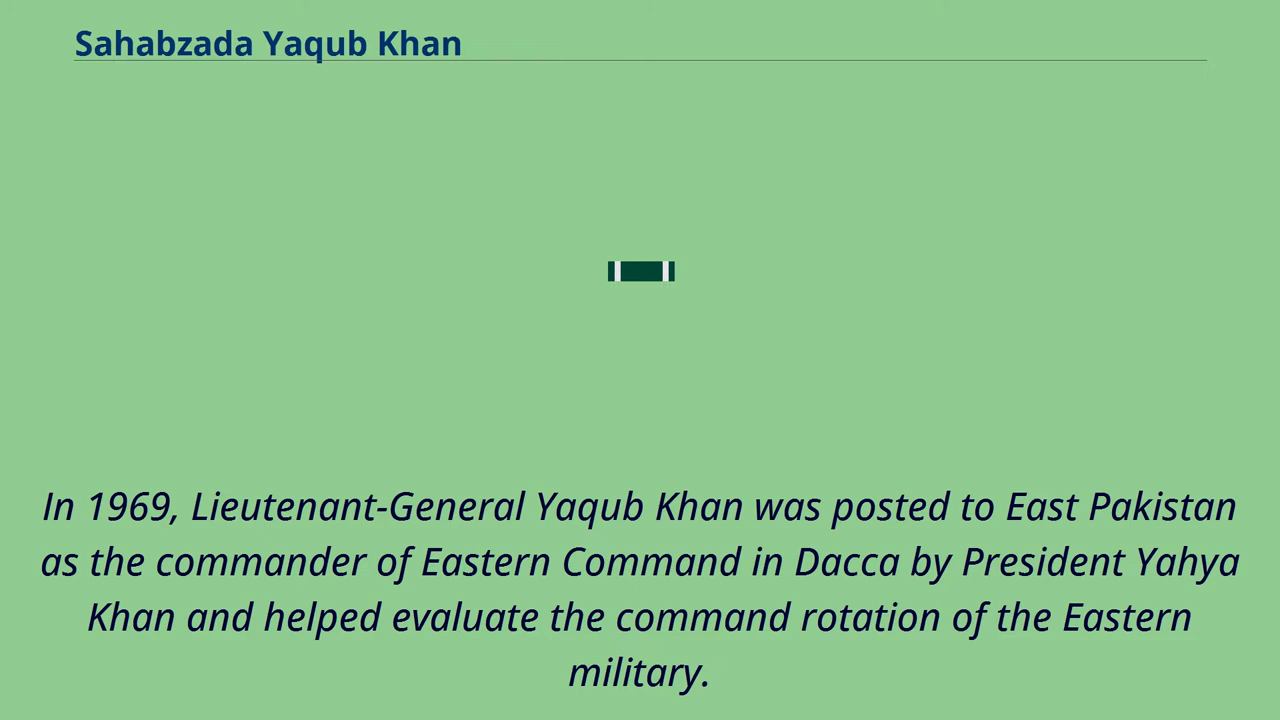 Sahabzada Yaqub Khan
In 1969, Lieutenant-General Yaqub Khan was posted to East Pakistan
as the commander of Eastern Command in Dacca by President Yahya
Khan and helped evaluate the command rotation of the Eastern
military.